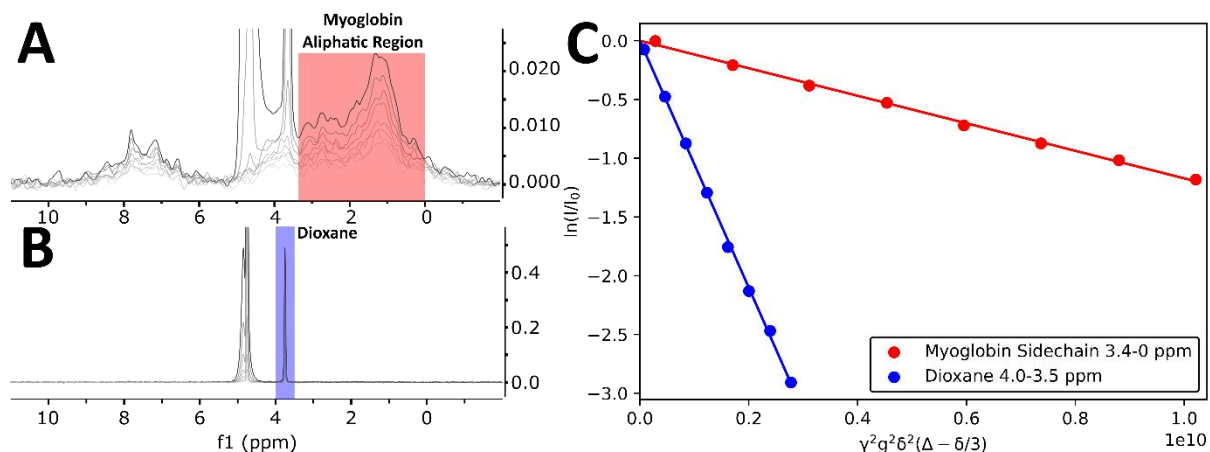 A
Myoglobin
Aliphatic Region
0.020
0.010
0.000
10 8 6 4 2 0
B
Dioxane
0.4
0.2
0.0
10 8 6 4 2 0
f1 (ppm)
C
0.0
−0.5
−1.0
−1.5
−2.0
−2.5
−3.0
ln(I/I₀)
Myoglobin Sidechain 3.4-0 ppm
Dioxane 4.0-3.5 ppm
0.0 0.2 0.4 0.6 0.8 1.0
1e10
γ²g²δ²(Δ − δ/3)